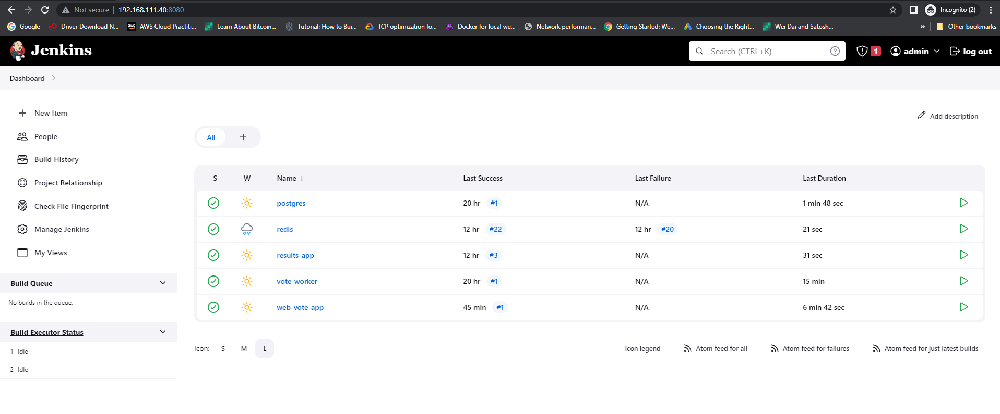 Not secure 192.168.111.40:8080 Incognito (2)
Google Driver Download N... aws AWS Cloud Practiti... Learn About Bitcoin... Tutorial: How to Bui... TCP optimization fo... Docker for local we... Network performan... Getting Started: We... Choosing the Right... Wei Dai and Satosh... » Other bookmarks
Jenkins Search (CTRL+K) ? 1 admin log out
Dashboard
New Item
People
Build History
Project Relationship
Check File Fingerprint
Manage Jenkins
My Views
Build Queue
No builds in the queue.
Build Executor Status
1 Idle
2 Idle
Add description
All +
S W Name ↓ Last Success Last Failure Last Duration
postgres 20 hr #1 N/A 1 min 48 sec
redis 12 hr #22 12 hr #20 21 sec
results-app 12 hr #3 N/A 31 sec
vote-worker 20 hr #1 N/A 15 min
web-vote-app 45 min #1 N/A 6 min 42 sec
Icon: S M L Icon legend Atom feed for all Atom feed for failures Atom feed for just latest builds